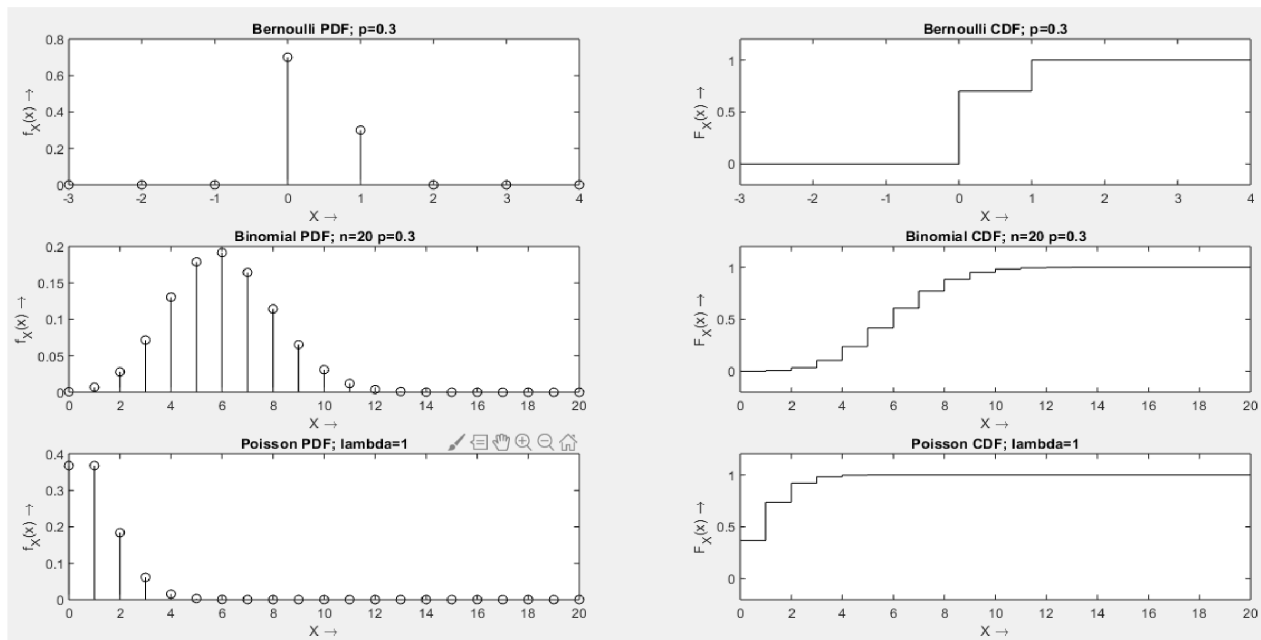 Bernoulli PDF; p=0.3
0.8
0.6
0.4
0.2
0
f_X(x) →
-3 -2 -1 0 1 2 3 4
X →
Bernoulli CDF; p=0.3
1
0.5
0
F_X(x) →
-3 -2 -1 0 1 2 3 4
X →
Binomial PDF; n=20 p=0.3
0.2
0.15
0.1
0.05
0
f_X(x) →
0 2 4 6 8 10 12 14 16 18 20
X →
Binomial CDF; n=20 p=0.3
1
0.5
0
F_X(x) →
0 2 4 6 8 10 12 14 16 18 20
X →
Poisson PDF; lambda=1
0.4
0.3
0.2
0.1
0
f_X(x) →
0 2 4 6 8 10 12 14 16 18 20
X →
Poisson CDF; lambda=1
1
0.5
0
F_X(x) →
0 2 4 6 8 10 12 14 16 18 20
X →